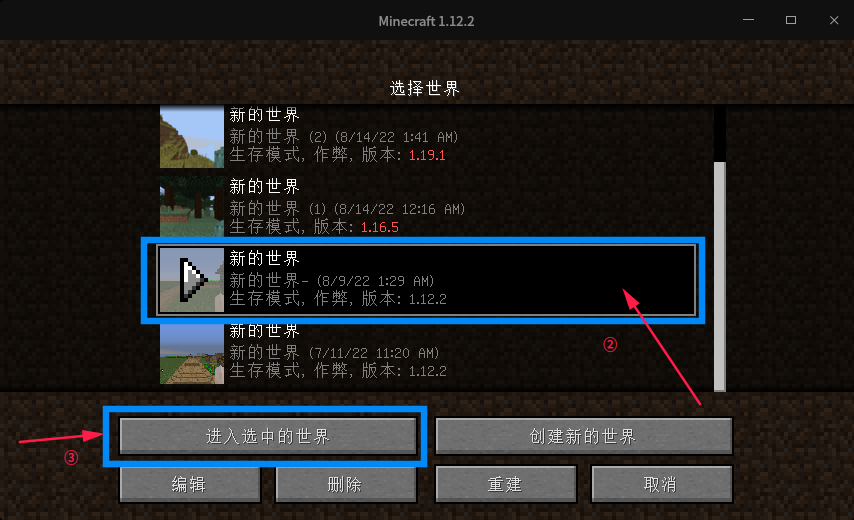 Minecraft 1.12.2
选择世界
新的世界
新的世界 (2) (8/14/22 1:41 AM)
生存模式, 作弊, 版本: 1.19.1
新的世界
新的世界 (1) (8/14/22 12:16 AM)
生存模式, 版本: 1.16.5
新的世界
新的世界- (8/9/22 1:29 AM)
生存模式, 作弊, 版本: 1.12.2
新的世界
新的世界 (7/11/22 11:20 AM)
生存模式, 作弊, 版本: 1.12.2
②
进入选中的世界 创建新的世界
③
编辑 删除 重建 取消